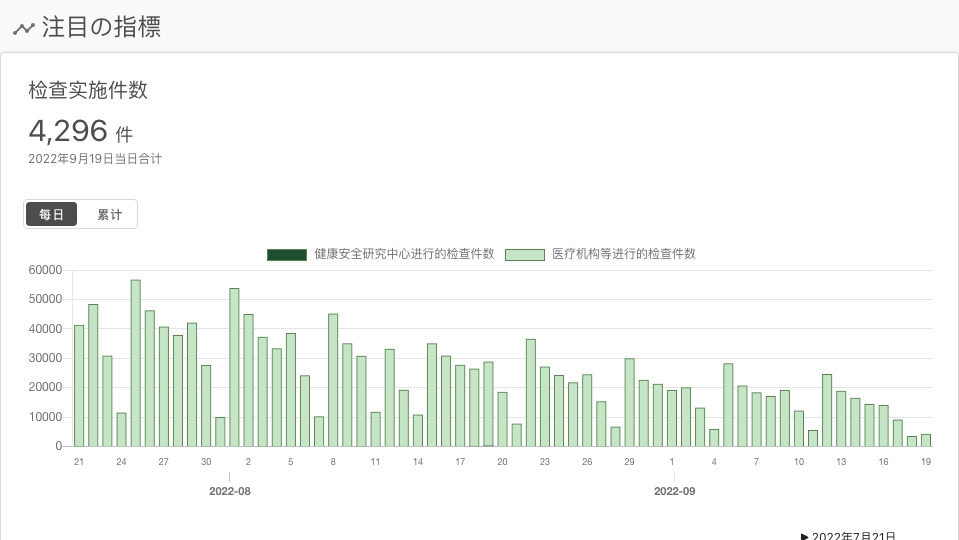 注目の指標
检查实施件数
4,296 件
2022年9月19日当日合计
每日 累计
健康安全研究中心进行的检查件数 医疗机构等进行的检查件数
60000
50000
40000
30000
20000
10000
0
21 24 27 30 2 5 8 11 14 17 20 23 26 29 1 4 7 10 13 16 19
2022-08 2022-09
▶ 2022年7月21日